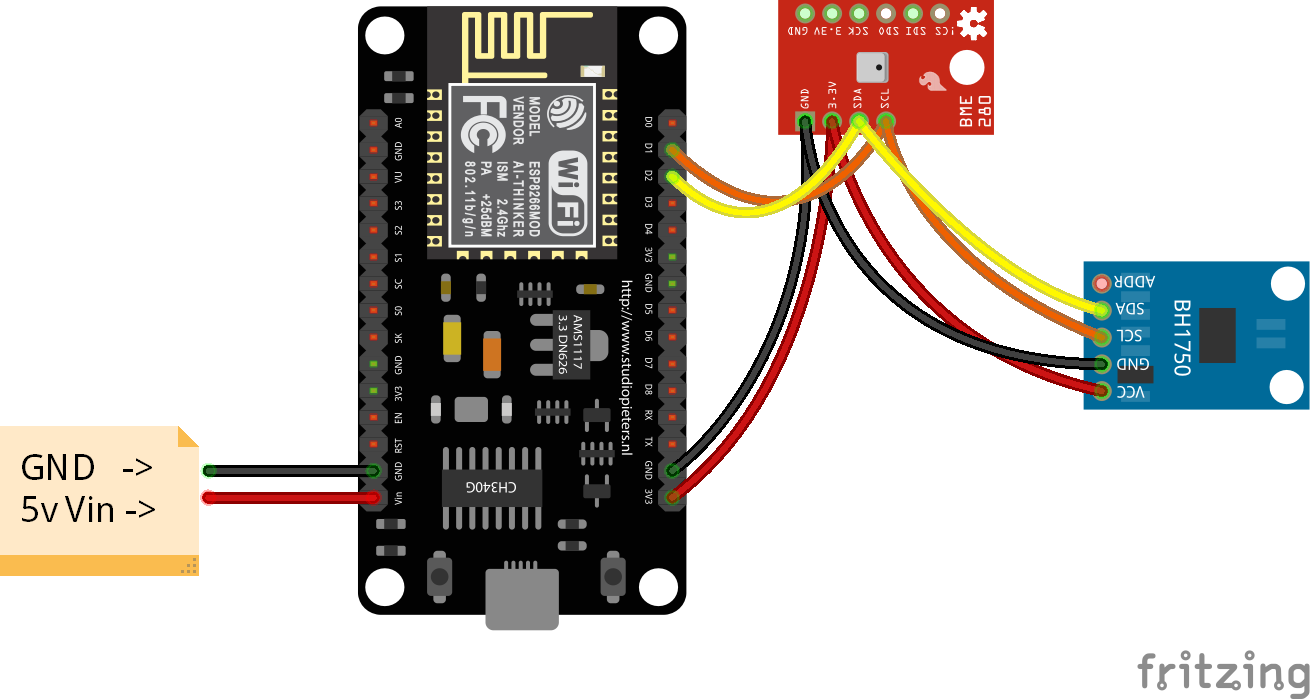 GND   ->
5v Vin ->
A0
GND
VU
S3
S2
S1
SC
S0
SK
GND
3V3
EN
RST
GND
Vin
MODEL
VENDOR
ESP8266MOD
AI-THINKER
ISM 2.4Ghz
PA +25dBM
802.11b/g/n
FC
Wi Fi
AMS1117
3.3 DN626
CH340G
http://www.studiopieters.nl
D0
D1
D2
D3
D4
3V3
GND
D5
D6
D7
D8
RX
TX
GND
3V3
GND
3.3V
SCK
SDO
SDI
!CS
GND
3.3V
SDA
SCL
BME
280
ADDR
SDA
SCL
GND
VCC
BH1750
fritzing